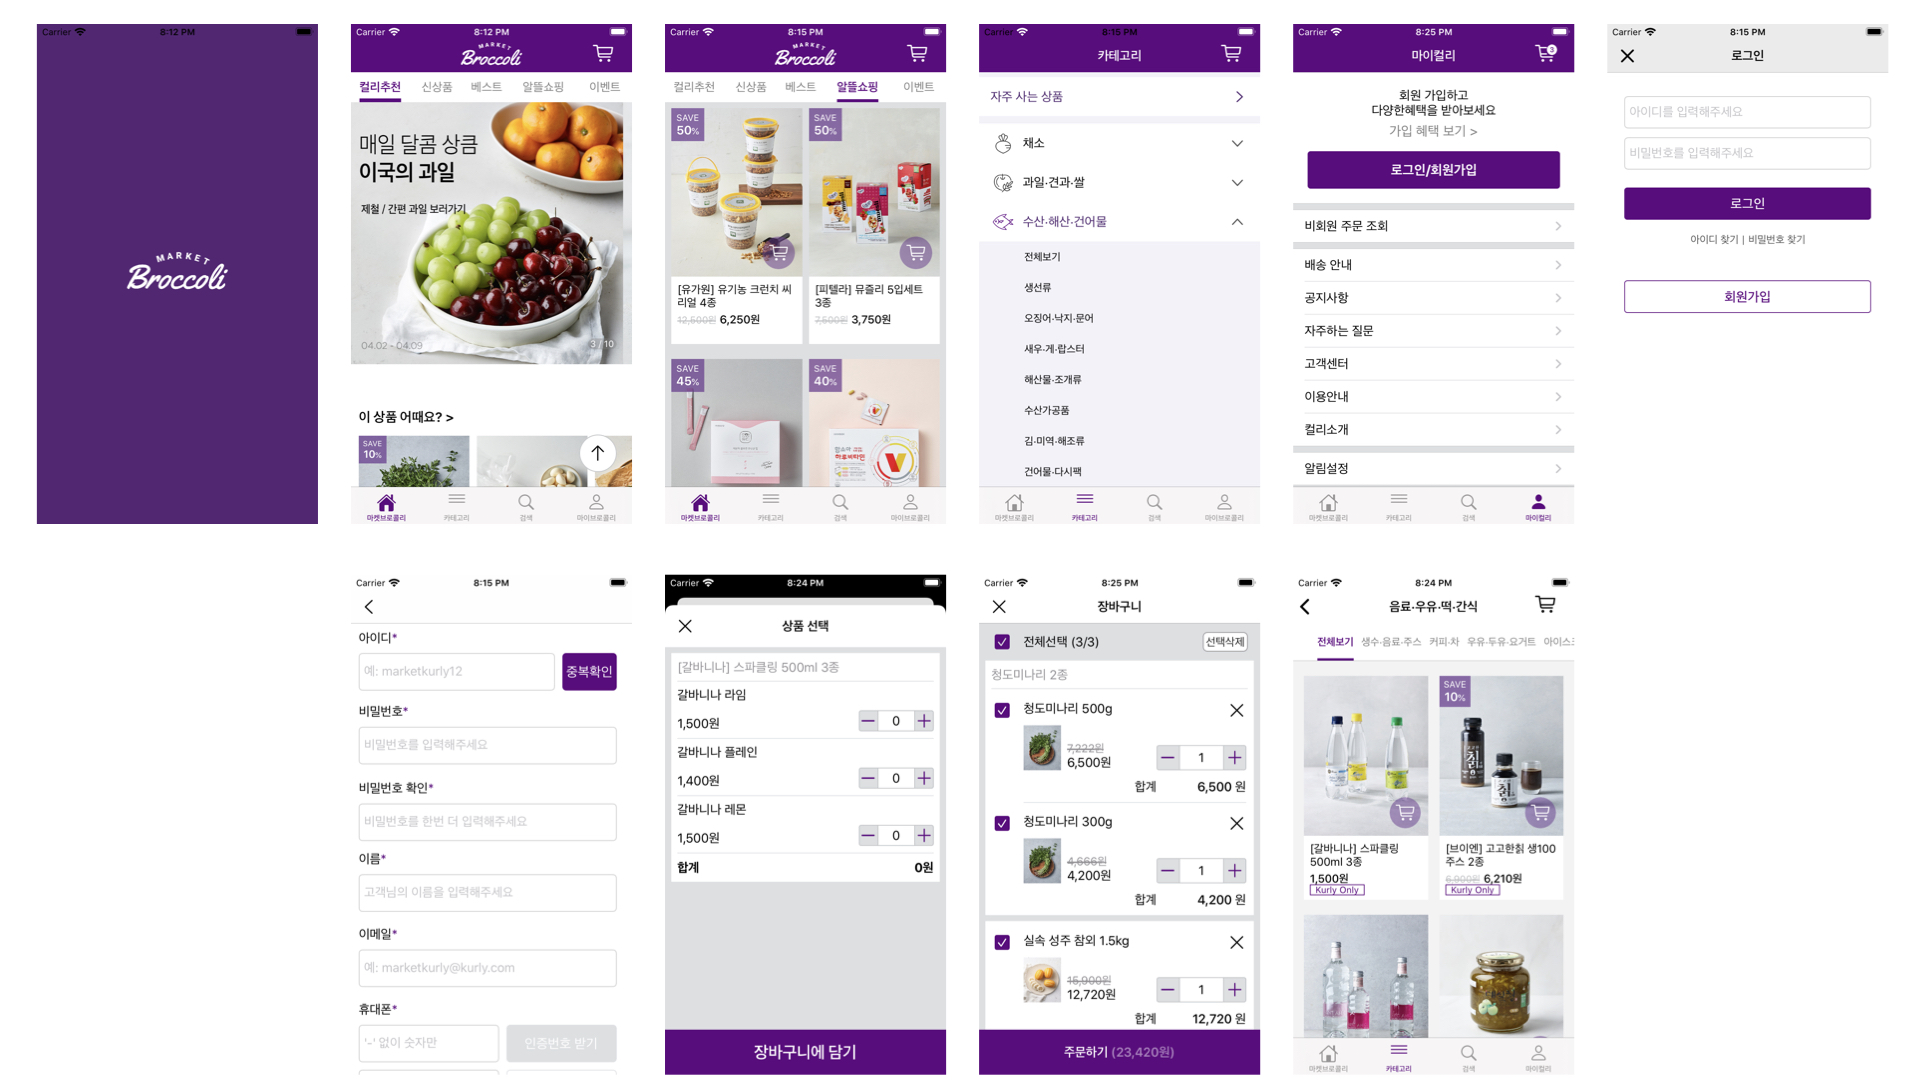 Carrier 8:12 PM
MARKET
Broccoli
Carrier 8:12 PM
MARKET
Broccoli
컬리추천 신상품 베스트 알뜰쇼핑 이벤트
매일 달콤 상큼
이국의 과일
제철 / 간편 과일 보러가기
04.02 - 04.09
3 / 10
이 상품 어때요? >
SAVE
10%
마켓브로콜리 카테고리 검색 마이브로콜리
Carrier 8:15 PM
MARKET
Broccoli
컬리추천 신상품 베스트 알뜰쇼핑 이벤트
SAVE
50%
SAVE
50%
[유가원] 유기농 크런치 씨
리얼 4종
12,500원 6,250원
[피텔라] 뮤즐리 5입세트
3종
7,500원 3,750원
SAVE
45%
SAVE
40%
마켓브로콜리 카테고리 검색 마이브로콜리
Carrier 8:15 PM
카테고리
자주 사는 상품
채소
과일·견과·쌀
수산·해산·건어물
전체보기
생선류
오징어·낙지·문어
새우·게·랍스터
해산물·조개류
수산가공품
김·미역·해조류
건어물·다시팩
마켓브로콜리 카테고리 검색 마이브로콜리
Carrier 8:25 PM
마이컬리
3
회원 가입하고
다양한혜택을 받아보세요
가입 혜택 보기 >
로그인/회원가입
비회원 주문 조회
배송 안내
공지사항
자주하는 질문
고객센터
이용안내
컬리소개
알림설정
마켓브로콜리 카테고리 검색 마이컬리
Carrier 8:15 PM
로그인
아이디를 입력해주세요
비밀번호를 입력해주세요
로그인
아이디 찾기 | 비밀번호 찾기
회원가입
Carrier 8:15 PM
아이디*
예: marketkurly12
중복확인
비밀번호*
비밀번호를 입력해주세요
비밀번호 확인*
비밀번호를 한번 더 입력해주세요
이름*
고객님의 이름을 입력해주세요
이메일*
예: marketkurly@kurly.com
휴대폰*
'-' 없이 숫자만
인증번호 받기
Carrier 8:24 PM
상품 선택
[갈바니나] 스파클링 500ml 3종
갈바니나 라임
1,500원 0
갈바니나 플레인
1,400원 0
갈바니나 레몬
1,500원 0
합계 0원
장바구니에 담기
Carrier 8:25 PM
장바구니
전체선택 (3/3) 선택삭제
청도미나리 2종
청도미나리 500g
7,222원
6,500원 1
합계 6,500 원
청도미나리 300g
4,666원
4,200원 1
합계 4,200 원
실속 성주 참외 1.5kg
15,900원
12,720원 1
합계 12,720 원
주문하기 (23,420원)
Carrier 8:24 PM
음료·우유·떡·간식
전체보기 생수·음료·주스 커피·차 우유·두유·요거트 아이스크
SAVE
10%
[갈바니나] 스파클링
500ml 3종
1,500원
Kurly Only
[브이엔] 고고한칡 생100
주스 2종
6,900원 6,210원
Kurly Only
마켓브로콜리 카테고리 검색 마이컬리